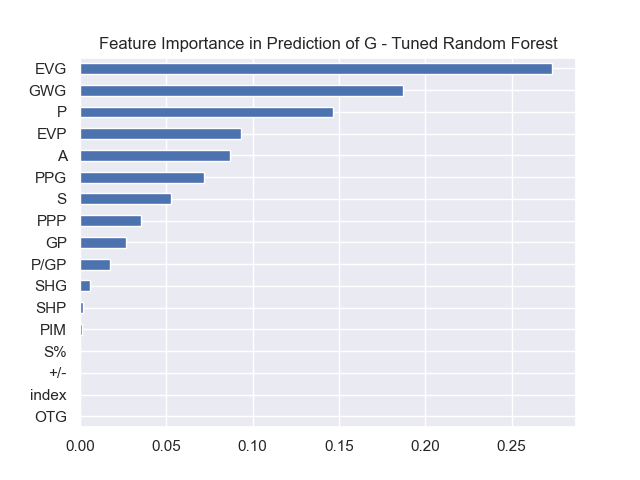 Feature Importance in Prediction of G - Tuned Random Forest
EVG
GWG
P
EVP
A
PPG
S
PPP
GP
P/GP
SHG
SHP
PIM
S%
+/-
index
OTG
0.00 0.05 0.10 0.15 0.20 0.25